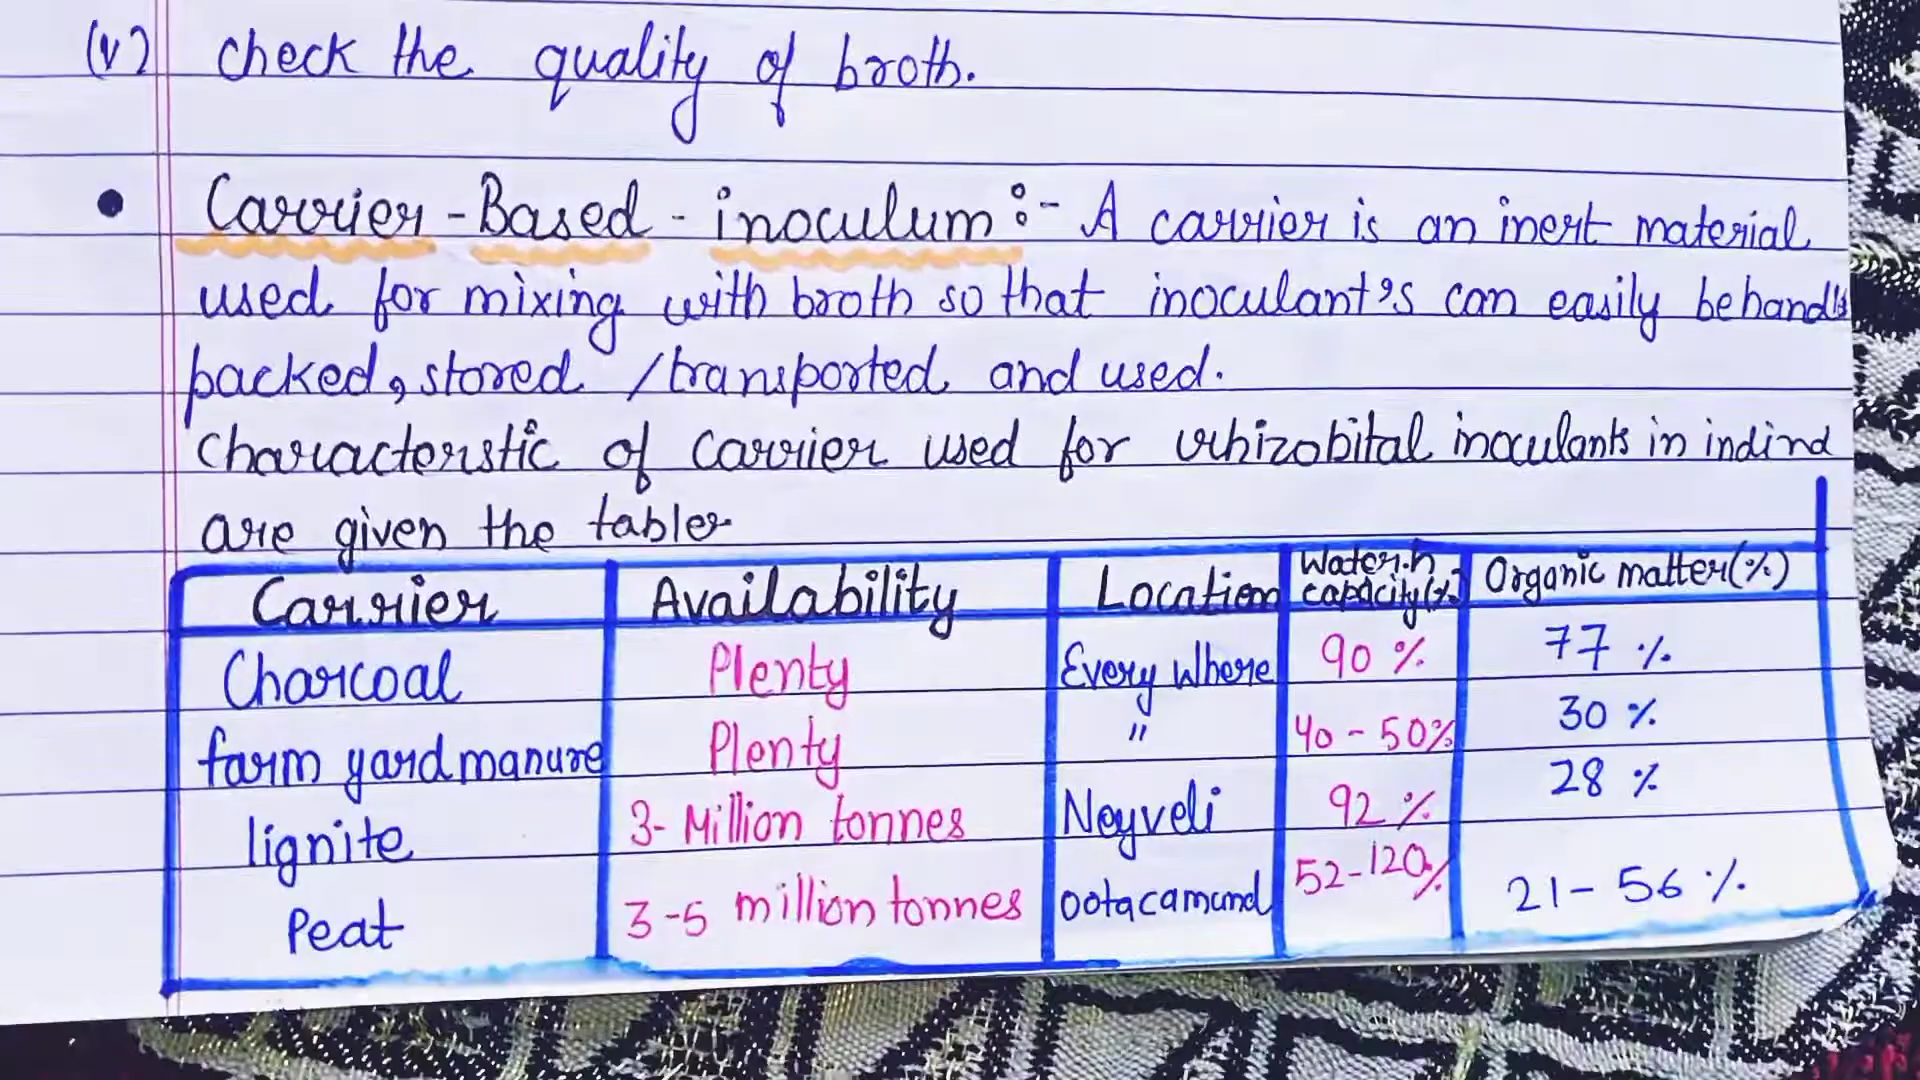 (v) check the quality of broth.
• Carrier-Based-inoculum:- A carrier is an inert material
used for mixing with broth so that inoculant's can easily be handls
packed, stored /transported and used.
characterstic of carrier used for rhizobital inoculants in indina
are given the table:-
Carrier Availability Location Water.h capacity(%) Organic matter(%)
Charcoal Plenty Every Where 90 % 77 %
farm yard manure Plenty " 40-50% 30 %
lignite 3- Million tonnes Neyveli 92 % 28 %
Peat 3-5 million tonnes ootacamund 52-120% 21-56 %